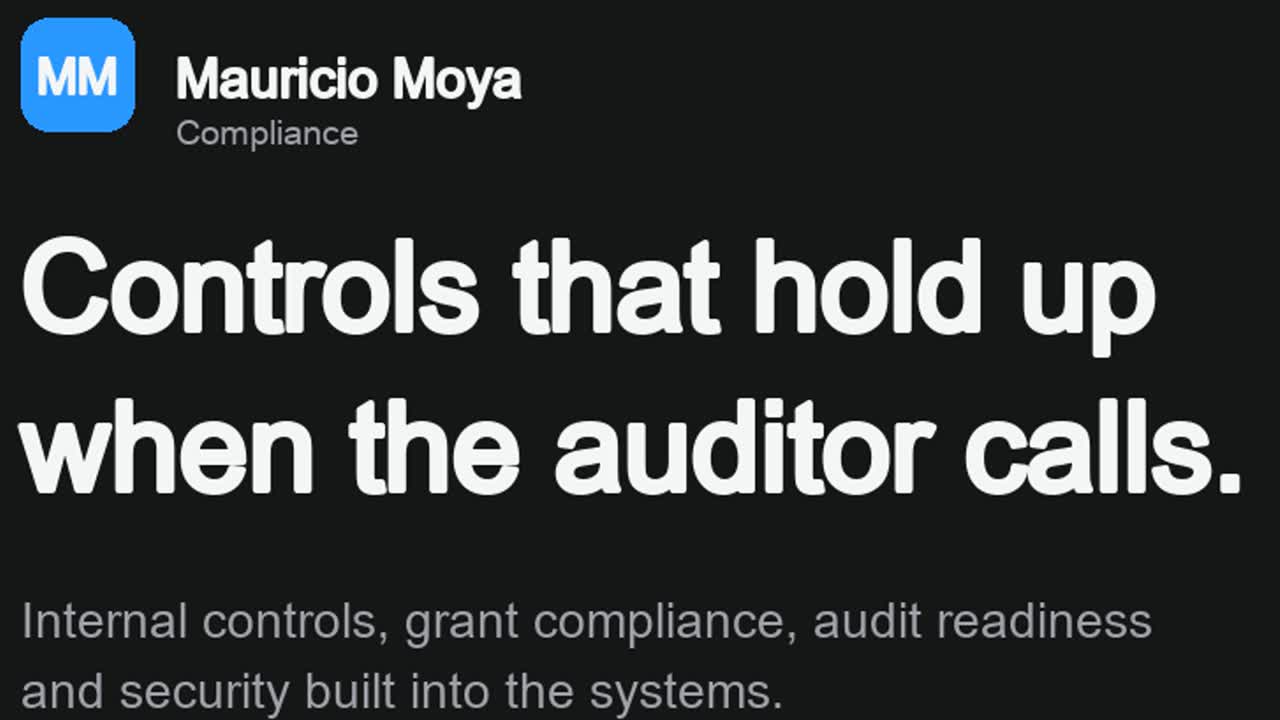 MM
Mauricio Moya
Compliance
Controls that hold up
when the auditor calls.
Internal controls, grant compliance, audit readiness
and security built into the systems.